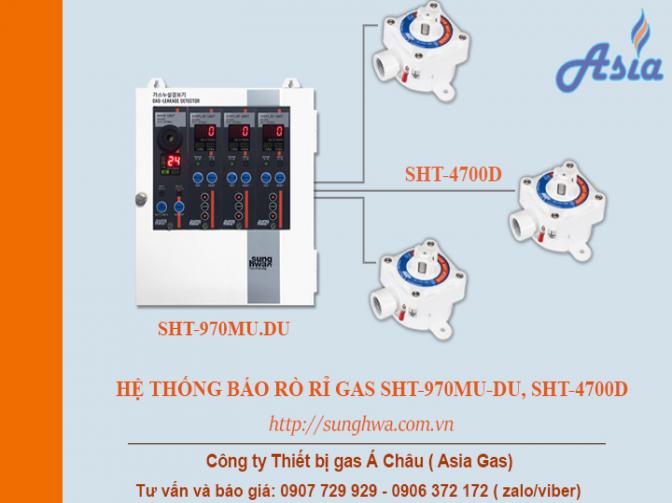 Asia
가스누설경보기
GAS-LEAKAGE DETECTOR
24
0
0
0
sung
hwa
SHT-4700D
SHT-970MU.DU
HỆ THỐNG BÁO RÒ RỈ GAS SHT-970MU-DU, SHT-4700D
http://sunghwa.com.vn
Công ty Thiết bị gas Á Châu ( Asia Gas)
Tư vấn và báo giá: 0907 729 929 - 0906 372 172 ( zalo/viber)